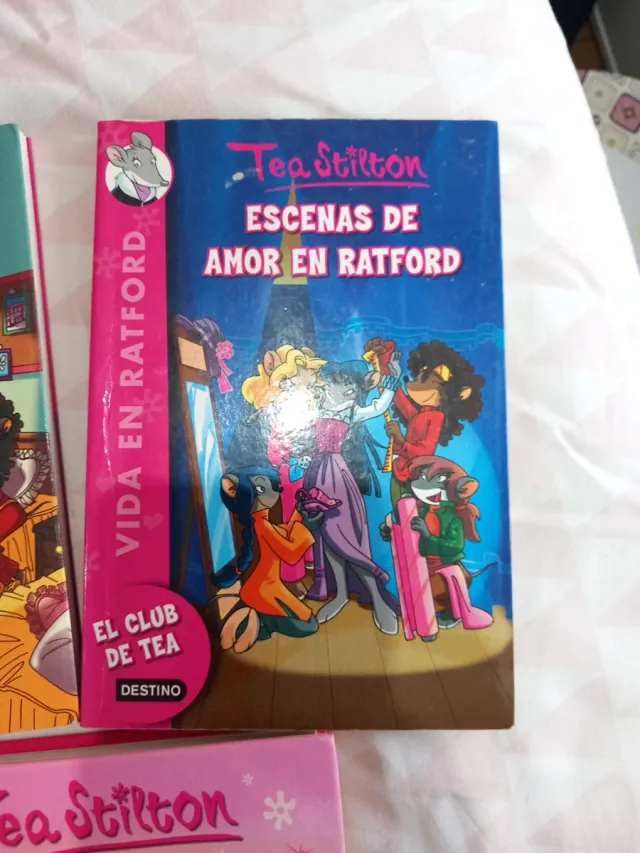 Tea Stilton
ESCENAS DE
AMOR EN RATFORD
VIDA EN RATFORD
EL CLUB
DE TEA
DESTINO
Tea Stilton